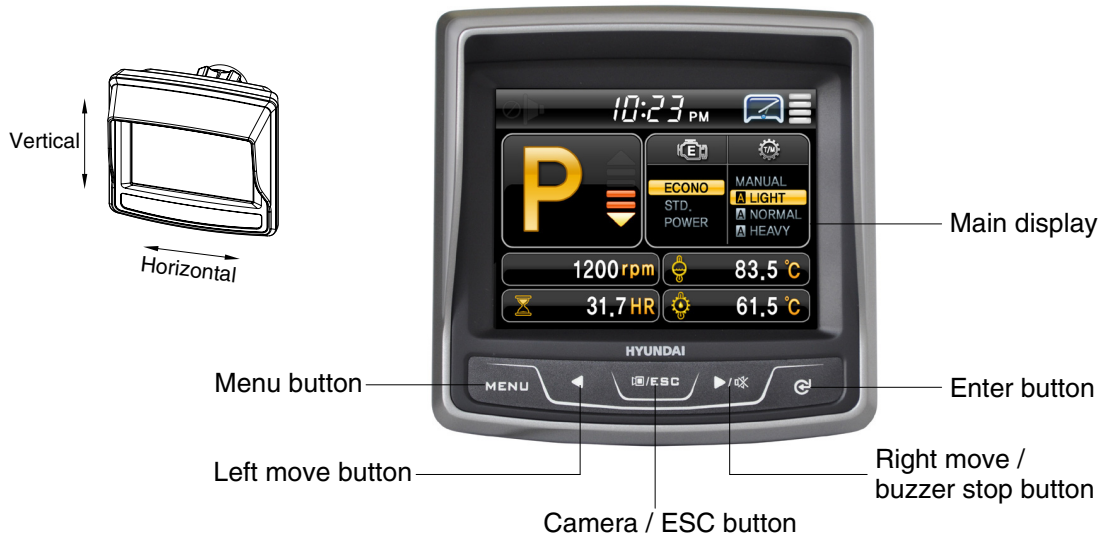 Vertical
Horizontal
10:23 PM
P
E
T/M
ECONO
STD.
POWER
MANUAL
A LIGHT
A NORMAL
A HEAVY
1200 rpm
83.5 °C
31.7 HR
61.5 °C
HYUNDAI
MENU
/ESC
/
Main display
Menu button
Enter button
Left move button
Right move /
buzzer stop button
Camera / ESC button